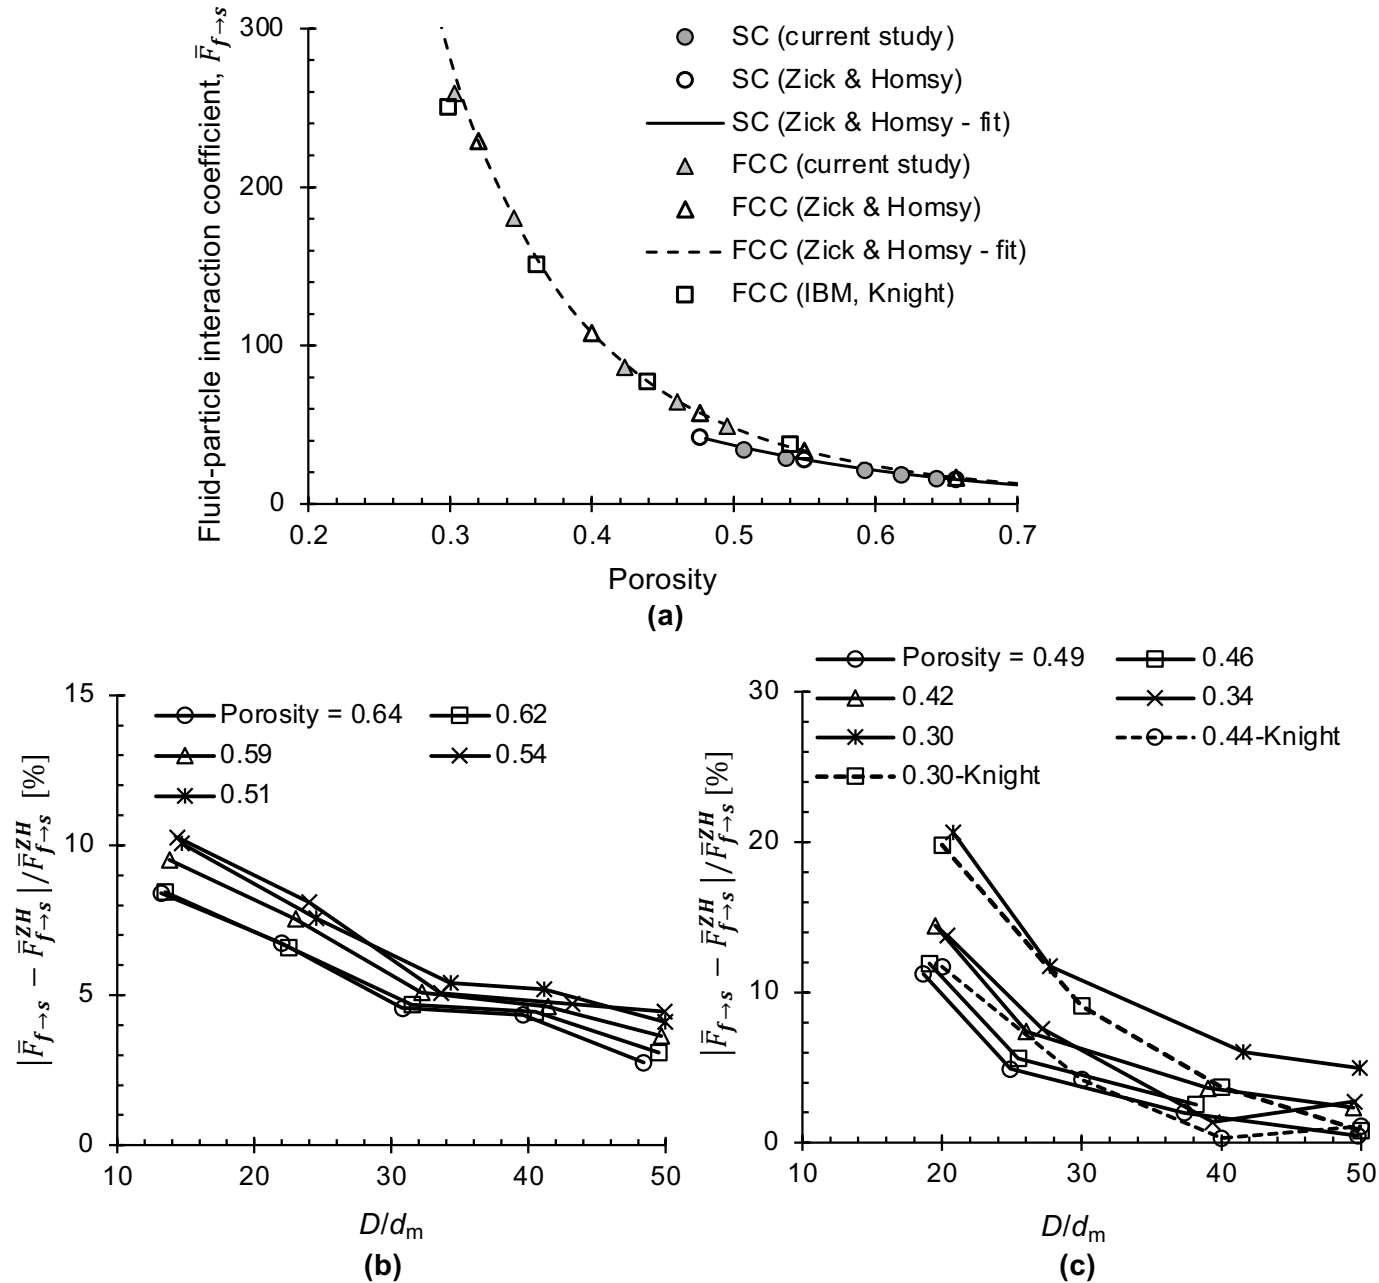 Fluid-particle interaction coefficient, F̿f→s
300
200
100
0
0.2 0.3 0.4 0.5 0.6 0.7
Porosity
SC (current study)
SC (Zick & Homsy)
SC (Zick & Homsy - fit)
FCC (current study)
FCC (Zick & Homsy)
FCC (Zick & Homsy - fit)
FCC (IBM, Knight)
(a)
|F̿f→s − F̿ZHf→s|/F̿ZHf→s [%]
15
10
5
0
Porosity = 0.64 0.62
0.59 0.54
0.51
10 20 30 40 50
D/dm
(b)
|F̿f→s − F̿ZHf→s|/F̿ZHf→s [%]
Porosity = 0.49 0.46
0.42 0.34
0.30 0.44-Knight
0.30-Knight
30
20
10
0
10 20 30 40 50
D/dm
(c)